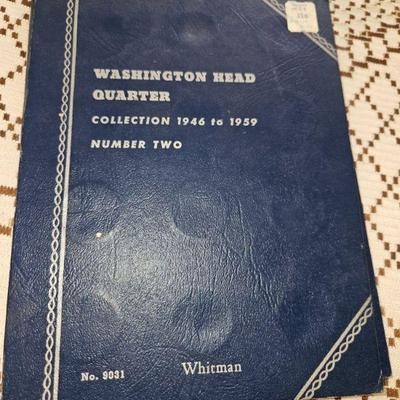 WASHINGTON HEAD
QUARTER
COLLECTION 1946 to 1959
NUMBER TWO
No. 9031
Whitman